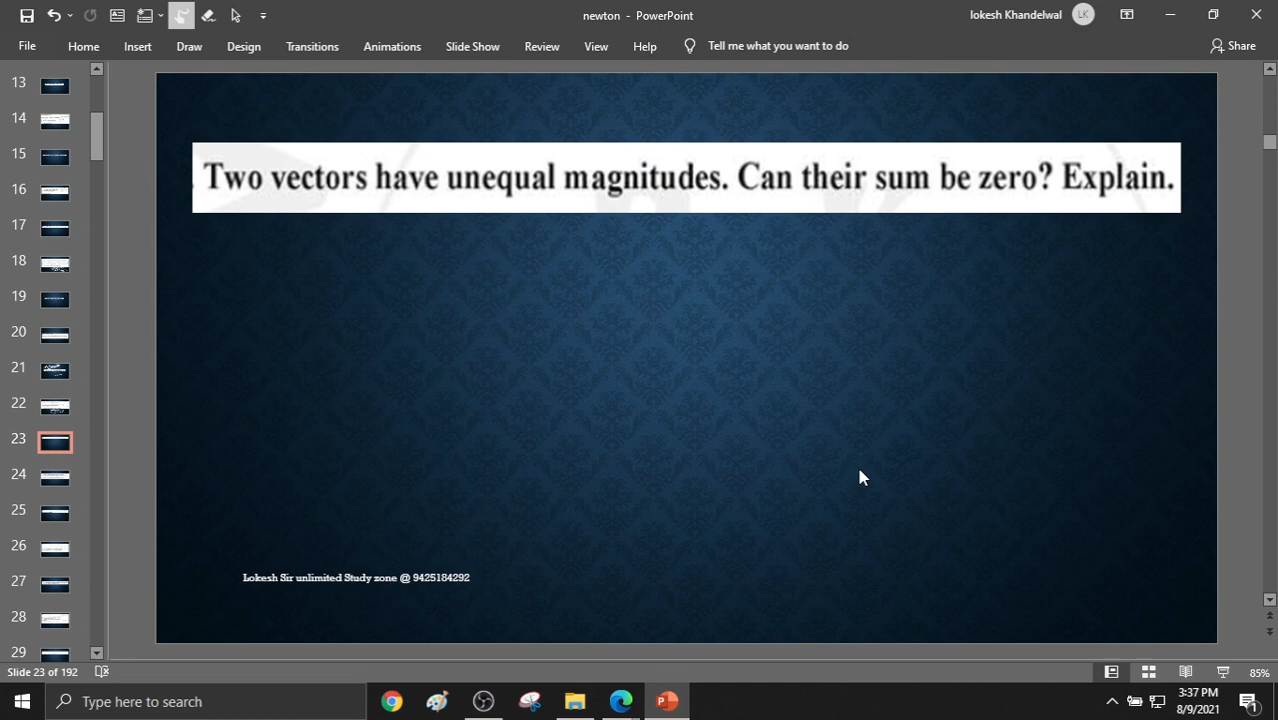 newton - PowerPoint
lokesh Khandelwal
LK
File Home Insert Draw Design Transitions Animations Slide Show Review View Help Tell me what you want to do Share
13
14
15
16
17
18
19
20
21
22
23
24
25
26
27
28
29
Two vectors have unequal magnitudes. Can their sum be zero? Explain.
Lokesh Sir unlimited Study zone @ 9425184292
Slide 23 of 192
85%
Type here to search
3:37 PM
8/9/2021
1